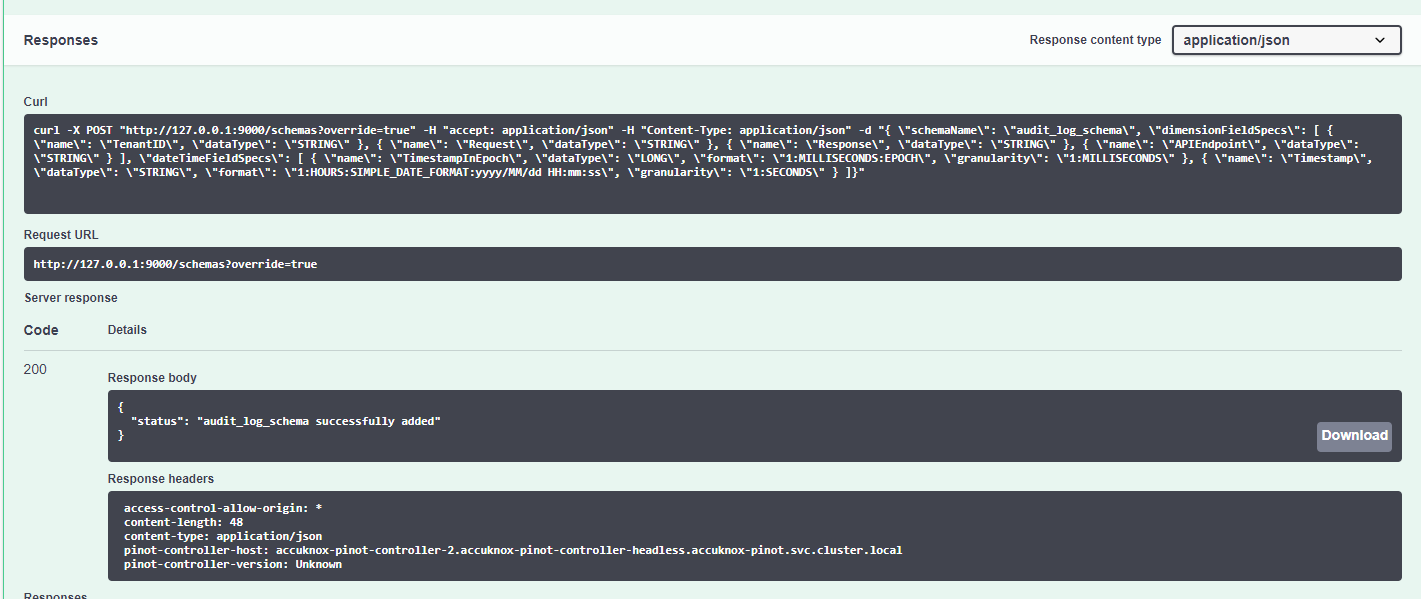 Responses
Response content type
application/json
Curl
curl -X POST "http://127.0.0.1:9000/schemas?override=true" -H "accept: application/json" -H "Content-Type: application/json" -d "{ \"schemaName\": \"audit_log_schema\", \"dimensionFieldSpecs\": [ {
\"name\": \"TenantID\", \"dataType\": \"STRING\" }, { \"name\": \"Request\", \"dataType\": \"STRING\" }, { \"name\": \"Response\", \"dataType\": \"STRING\" }, { \"name\": \"APIEndpoint\", \"dataType\":
\"STRING\" } ], \"dateTimeFieldSpecs\": [ { \"name\": \"TimestampInEpoch\", \"dataType\": \"LONG\", \"format\": \"1:MILLISECONDS:EPOCH\", \"granularity\": \"1:MILLISECONDS\" }, { \"name\": \"Timestamp\",
\"dataType\": \"STRING\", \"format\": \"1:HOURS:SIMPLE_DATE_FORMAT:yyyy/MM/dd HH:mm:ss\", \"granularity\": \"1:SECONDS\" } ]}"
Request URL
http://127.0.0.1:9000/schemas?override=true
Server response
Code
Details
200
Response body
{
"status": "audit_log_schema successfully added"
}
Download
Response headers
access-control-allow-origin: *
content-length: 48
content-type: application/json
pinot-controller-host: accuknox-pinot-controller-2.accuknox-pinot-controller-headless.accuknox-pinot.svc.cluster.local
pinot-controller-version: Unknown
Responses